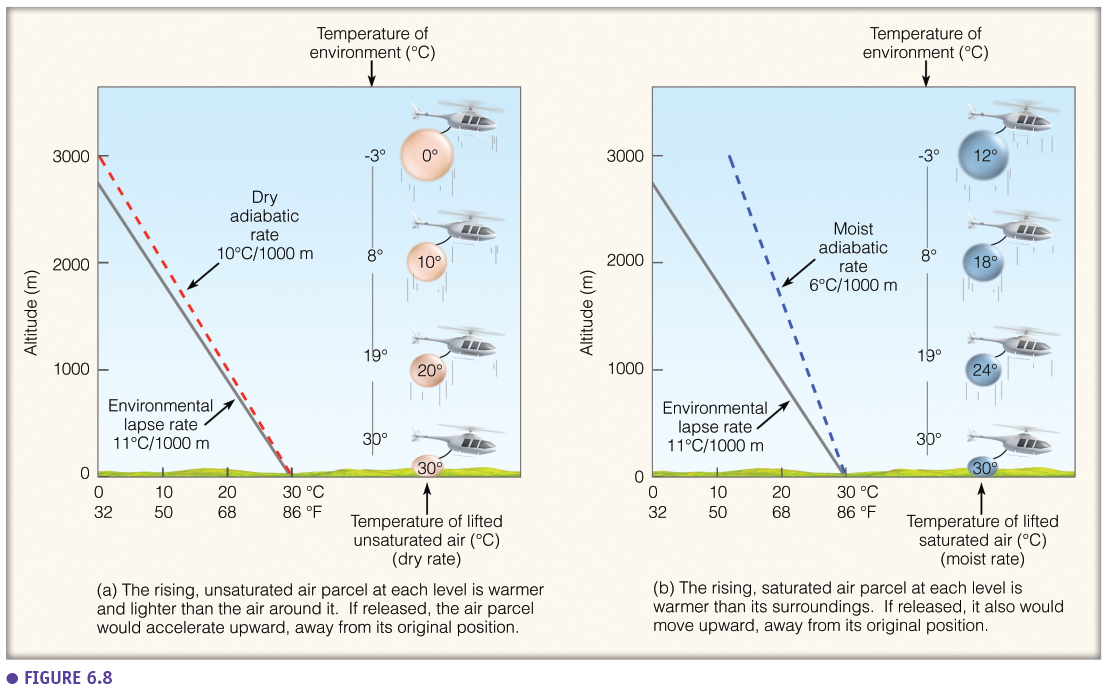 Temperature of
environment (°C)
3000
2000
1000
0
Altitude (m)
Dry
adiabatic
rate
10°C/1000 m
Environmental
lapse rate
11°C/1000 m
-3°
8°
19°
30°
0°
10°
20°
30°
0 10 20 30 °C
32 50 68 86 °F
Temperature of lifted
unsaturated air (°C)
(dry rate)
(a) The rising, unsaturated air parcel at each level is warmer
and lighter than the air around it. If released, the air parcel
would accelerate upward, away from its original position.
Temperature of
environment (°C)
3000
2000
1000
0
Altitude (m)
Moist
adiabatic
rate
6°C/1000 m
Environmental
lapse rate
11°C/1000 m
-3°
8°
19°
30°
12°
18°
24°
30°
0 10 20 30 °C
32 50 68 86 °F
Temperature of lifted
saturated air (°C)
(moist rate)
(b) The rising, saturated air parcel at each level is
warmer than its surroundings. If released, it also would
move upward, away from its original position.
● FIGURE 6.8